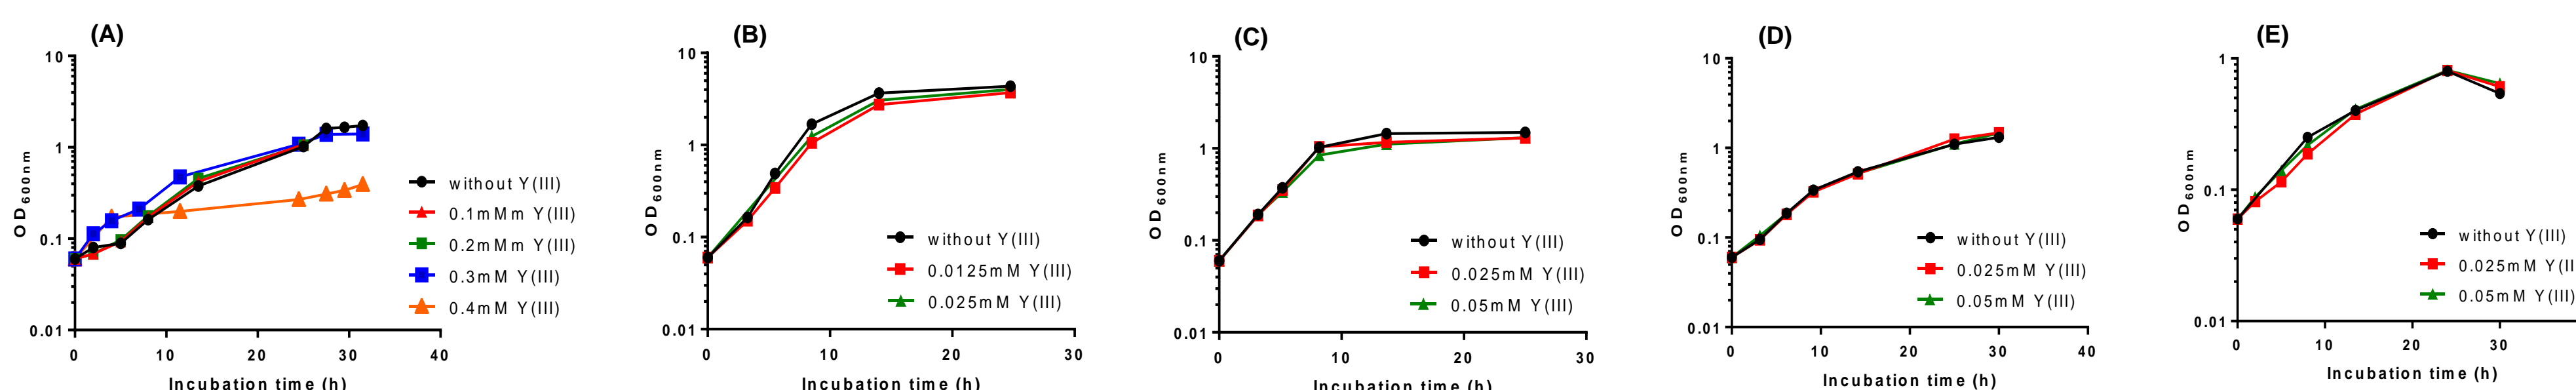 (A)
OD600nm
10
1
0.1
0.01
0 10 20 30 40
Incubation time (h)
without Y(III)
0.1mMm Y(III)
0.2mMm Y(III)
0.3mM Y(III)
0.4mM Y(III)
(B)
OD600nm
10
1
0.1
0.01
0 10 20 30
Incubation time (h)
without Y(III)
0.0125mM Y(III)
0.025mM Y(III)
(C)
OD600nm
10
1
0.1
0.01
0 10 20 30
Incubation time (h)
without Y(III)
0.025mM Y(III)
0.05mM Y(III)
(D)
OD600nm
10
1
0.1
0.01
0 10 20 30 40
Incubation time (h)
without Y(III)
0.025mM Y(III)
0.05mM Y(III)
(E)
OD600nm
1
0.1
0.01
0 10 20 30
Incubation time (h)
without Y(III)
0.025mM Y(II
0.05mM Y(III)